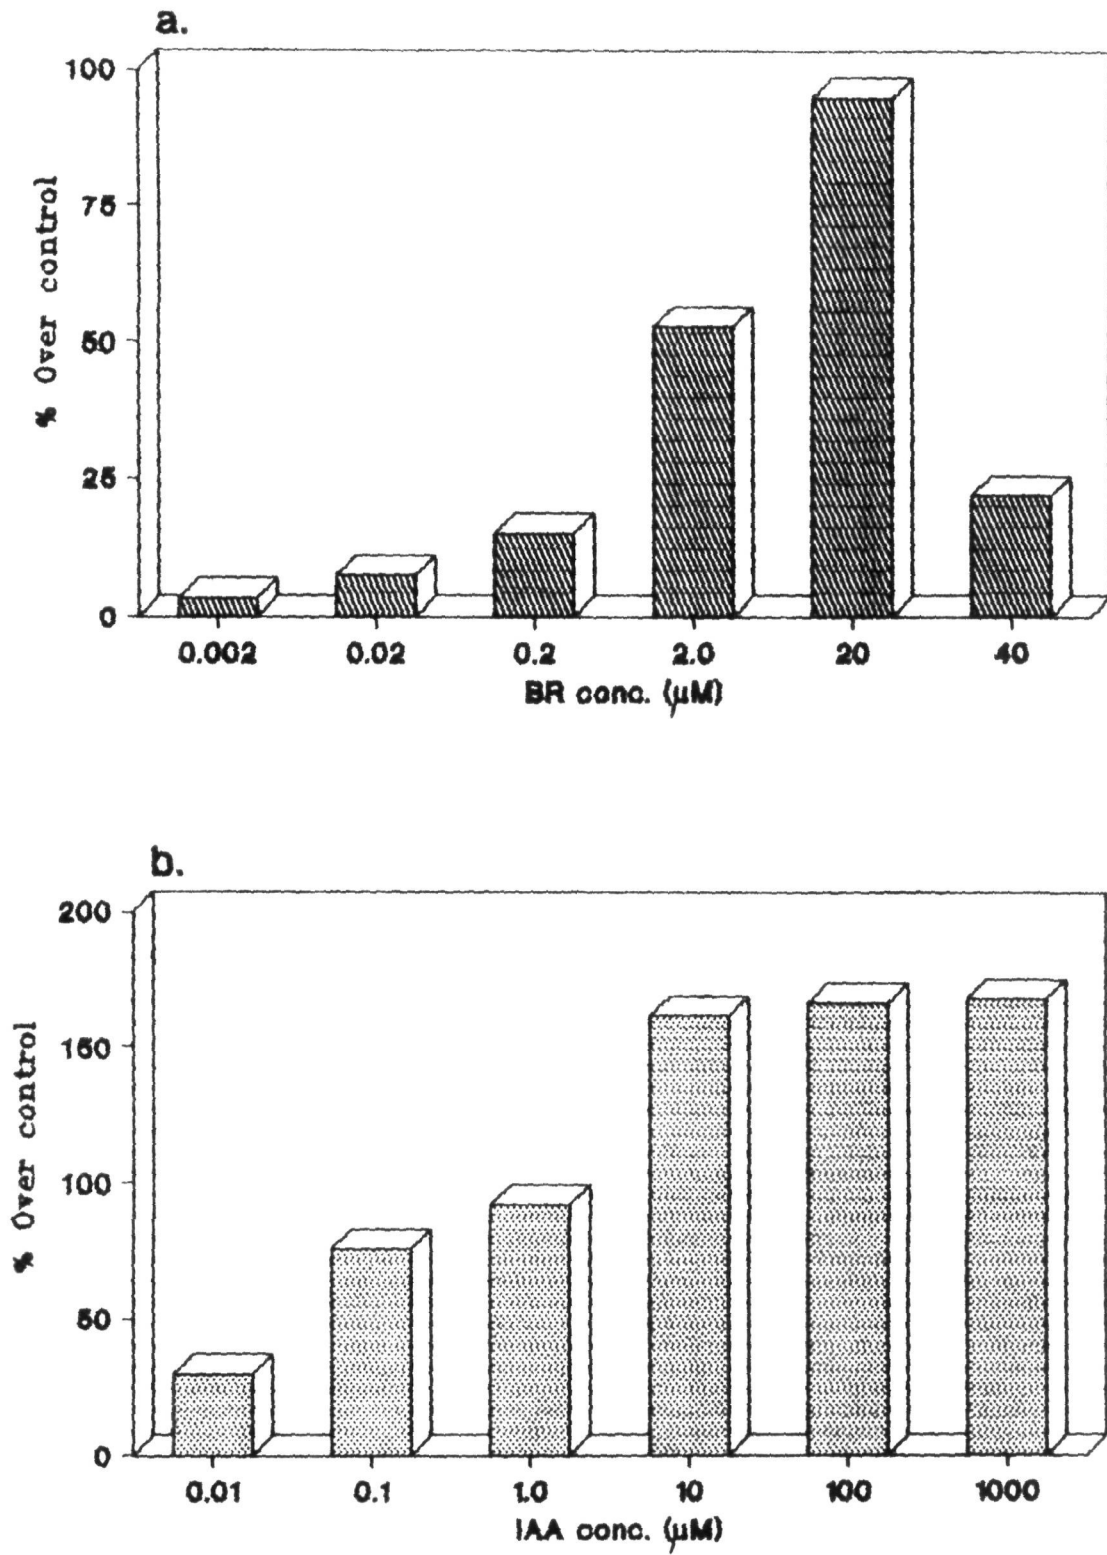 a.
100
75
50
25
0
% Over control
0.002 0.02 0.2 2.0 20 40
BR conc. (µM)
b.
200
150
100
50
0
% Over control
0.01 0.1 1.0 10 100 1000
IAA conc. (µM)